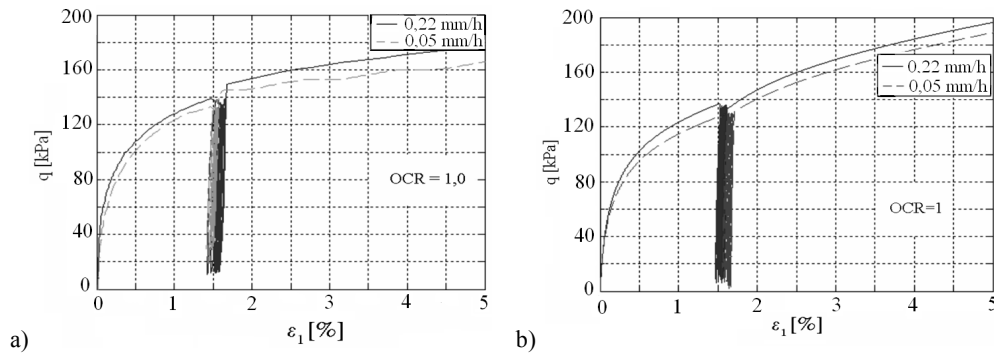 a)
q [kPa]
200
160
120
80
40
0
0 1 2 3 4 5
ε₁ [%]
0,22 mm/h
0,05 mm/h
OCR = 1,0
b)
q [kPa]
200
160
120
80
40
0
0 1 2 3 4 5
ε₁ [%]
0.22 mm/h
0,05 mm/h
OCR=1